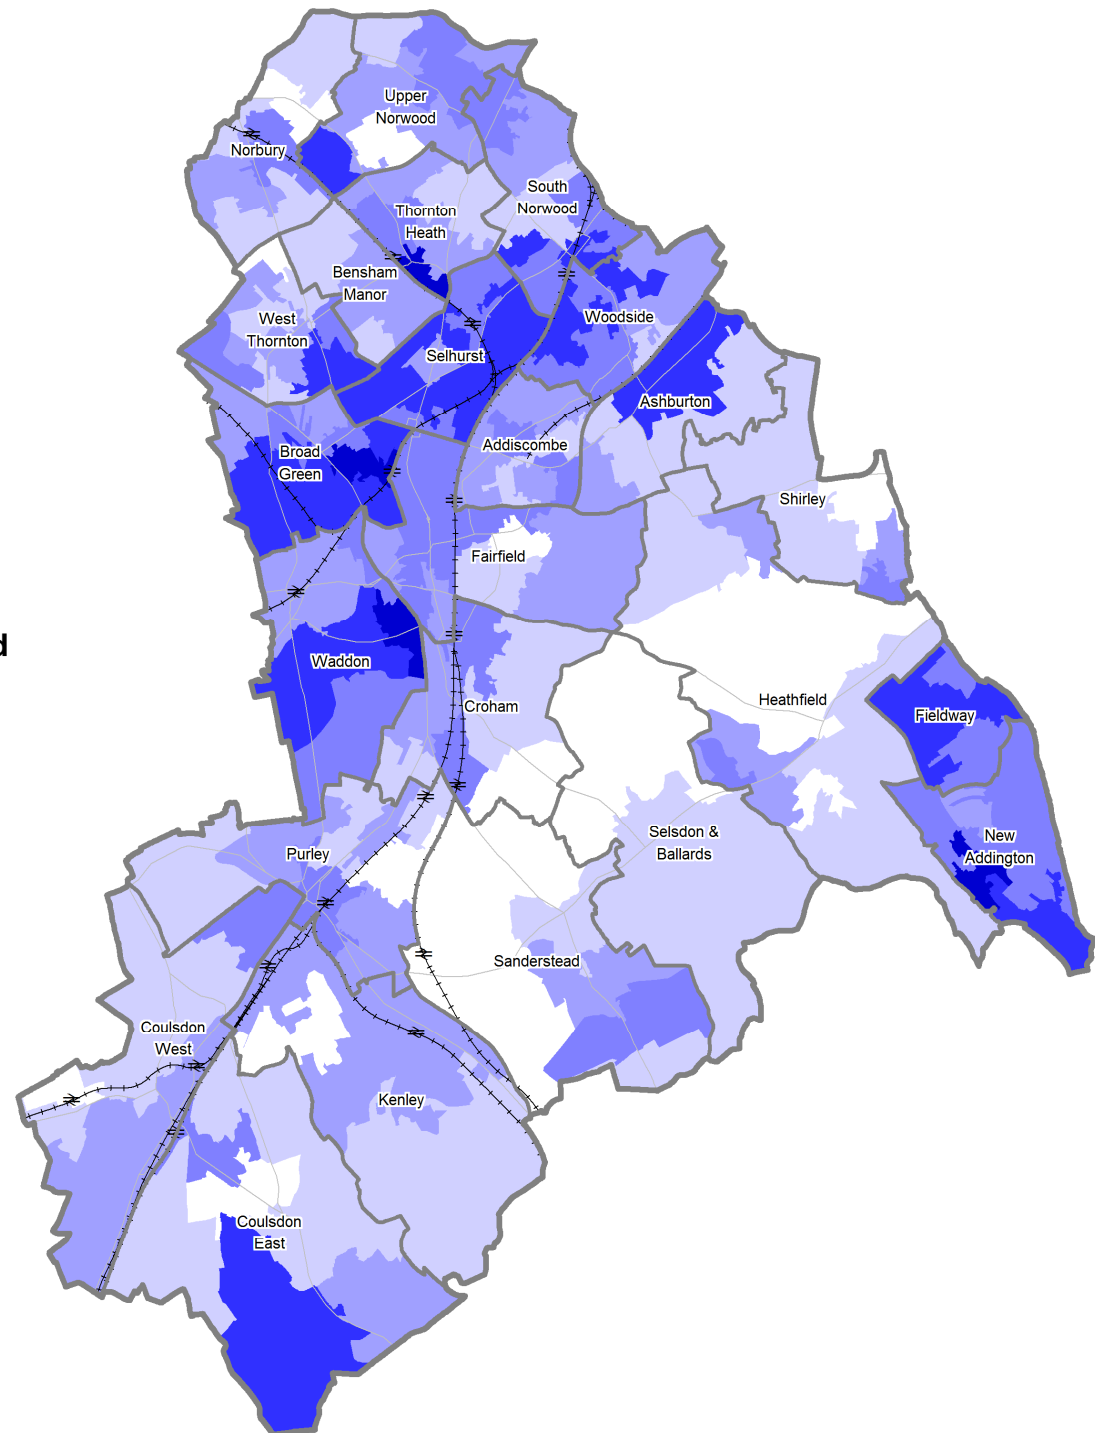 Upper
Norwood
Norbury
South
Norwood
Thornton
Heath
Bensham
Manor
West
Thornton
Woodside
Selhurst
Ashburton
Addiscombe
Broad
Green
Shirley
Fairfield
d
Waddon
Heathfield
Croham
Fieldway
Selsdon &
Ballards
New
Addington
Purley
Sanderstead
Coulsdon
West
Kenley
Coulsdon
East